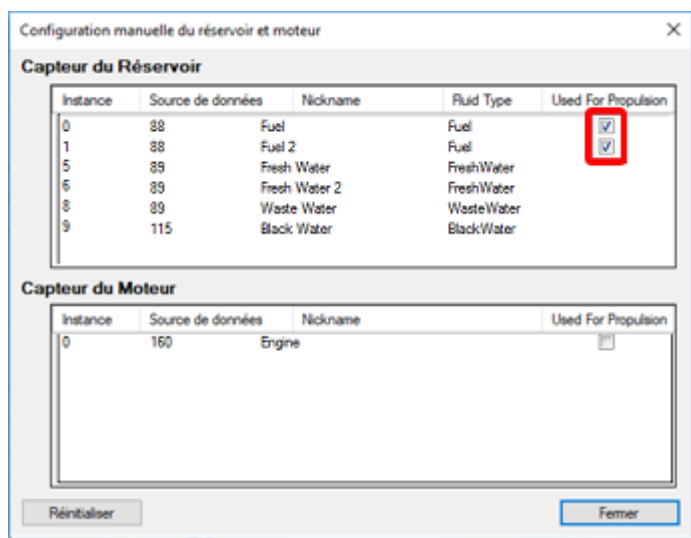 Configuration manuelle du réservoir et moteur
Capteur du Réservoir
Instance Source de données Nickname Fluid Type Used For Propulsion
0 88 Fuel Fuel
1 88 Fuel 2 Fuel
5 89 Fresh Water FreshWater
6 89 Fresh Water 2 FreshWater
8 89 Waste Water WasteWater
9 115 Black Water BlackWater
Capteur du Moteur
Instance Source de données Nickname Used For Propulsion
0 160 Engine
Réinitialiser Fermer